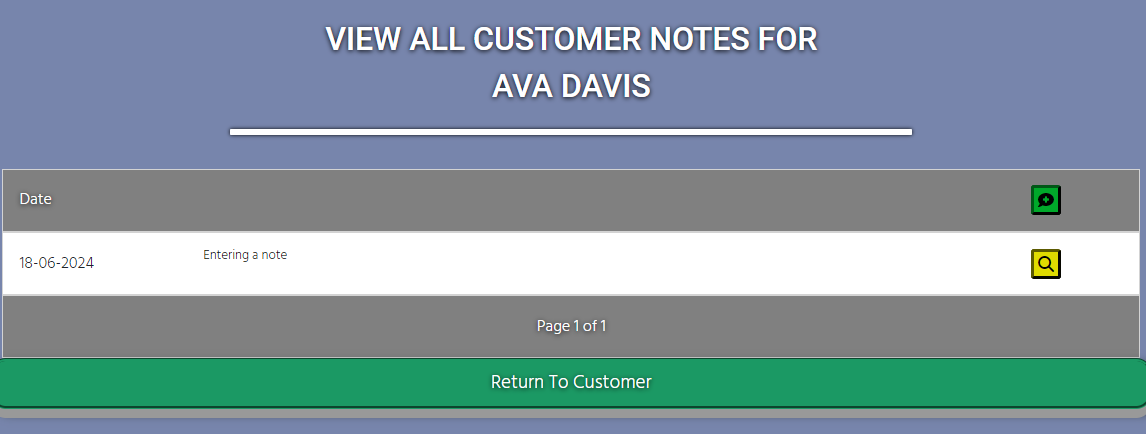 VIEW ALL CUSTOMER NOTES FOR
AVA DAVIS
Date
18-06-2024 Entering a note
Page 1 of 1
Return To Customer